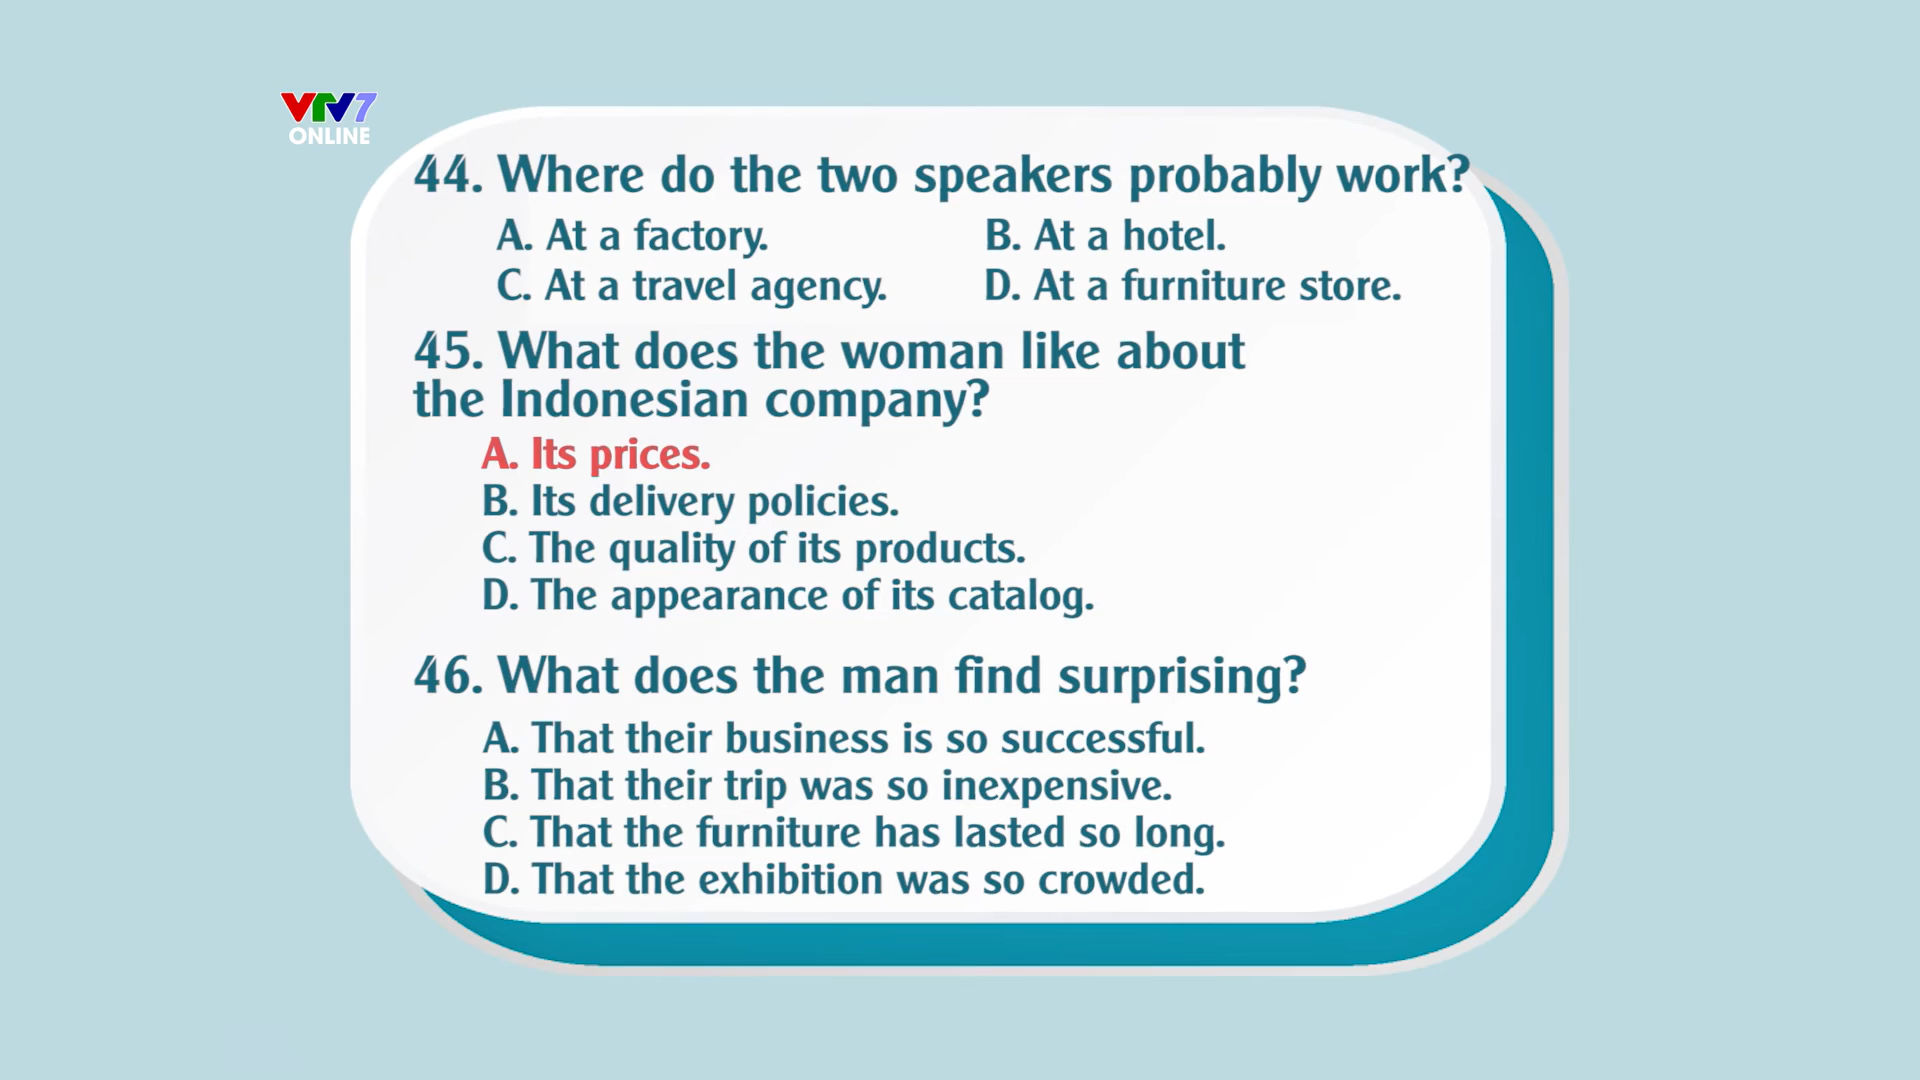 VTV7
ONLINE
44. Where do the two speakers probably work?
A. At a factory. B. At a hotel.
C. At a travel agency. D. At a furniture store.
45. What does the woman like about
the Indonesian company?
A. Its prices.
B. Its delivery policies.
C. The quality of its products.
D. The appearance of its catalog.
46. What does the man find surprising?
A. That their business is so successful.
B. That their trip was so inexpensive.
C. That the furniture has lasted so long.
D. That the exhibition was so crowded.